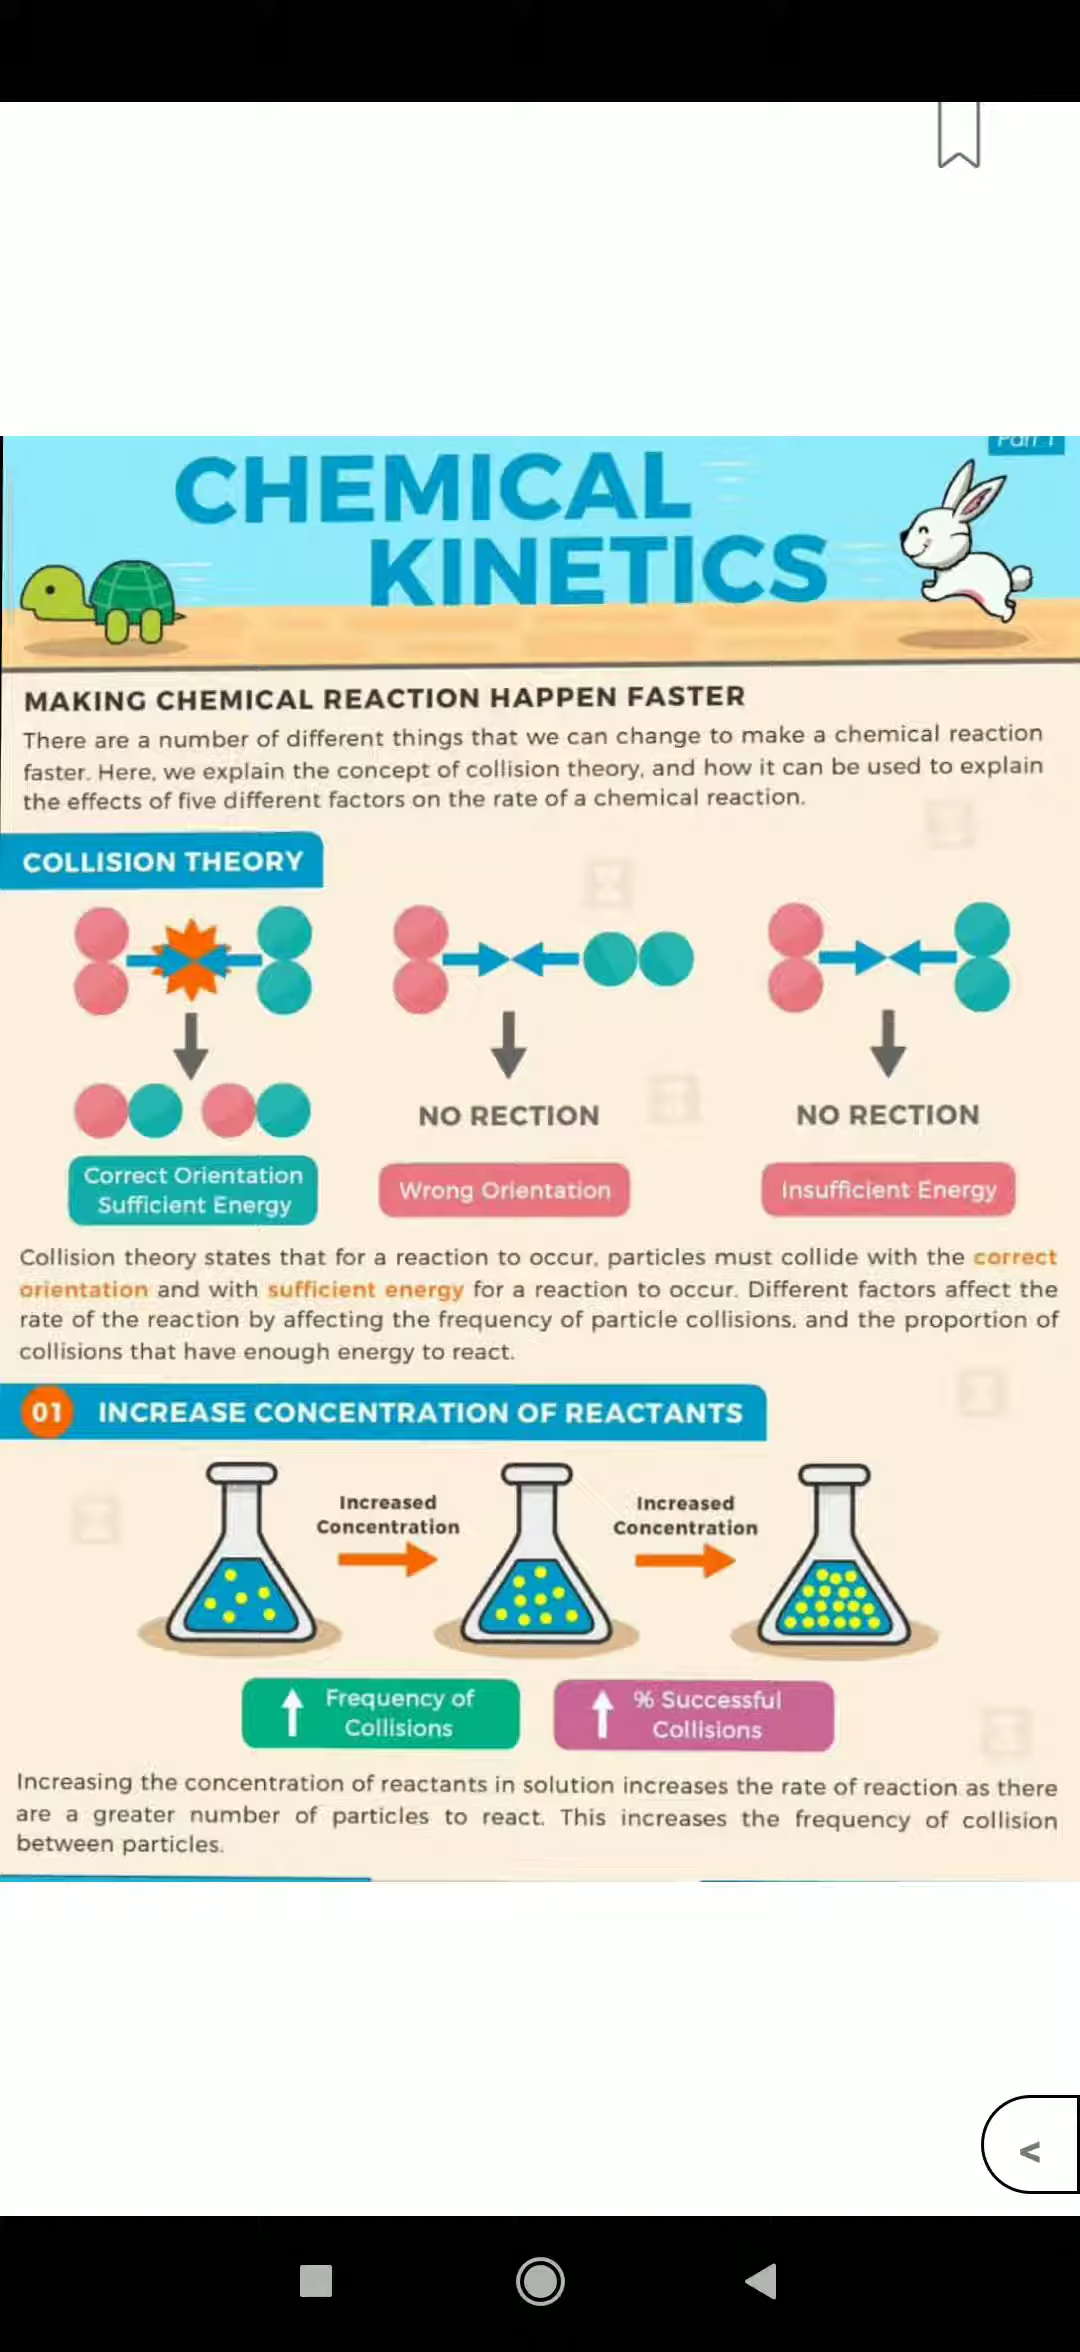 Part 1
CHEMICAL
KINETICS
MAKING CHEMICAL REACTION HAPPEN FASTER
There are a number of different things that we can change to make a chemical reaction
faster. Here, we explain the concept of collision theory, and how it can be used to explain
the effects of five different factors on the rate of a chemical reaction.
COLLISION THEORY
NO RECTION
NO RECTION
Correct Orientation
Sufficient Energy
Wrong Orientation
Insufficient Energy
Collision theory states that for a reaction to occur, particles must collide with the correct
orientation and with sufficient energy for a reaction to occur. Different factors affect the
rate of the reaction by affecting the frequency of particle collisions, and the proportion of
collisions that have enough energy to react.
01 INCREASE CONCENTRATION OF REACTANTS
Increased
Concentration
Increased
Concentration
Frequency of
Collisions
% Successful
Collisions
Increasing the concentration of reactants in solution increases the rate of reaction as there
are a greater number of particles to react. This increases the frequency of collision
between particles.
<